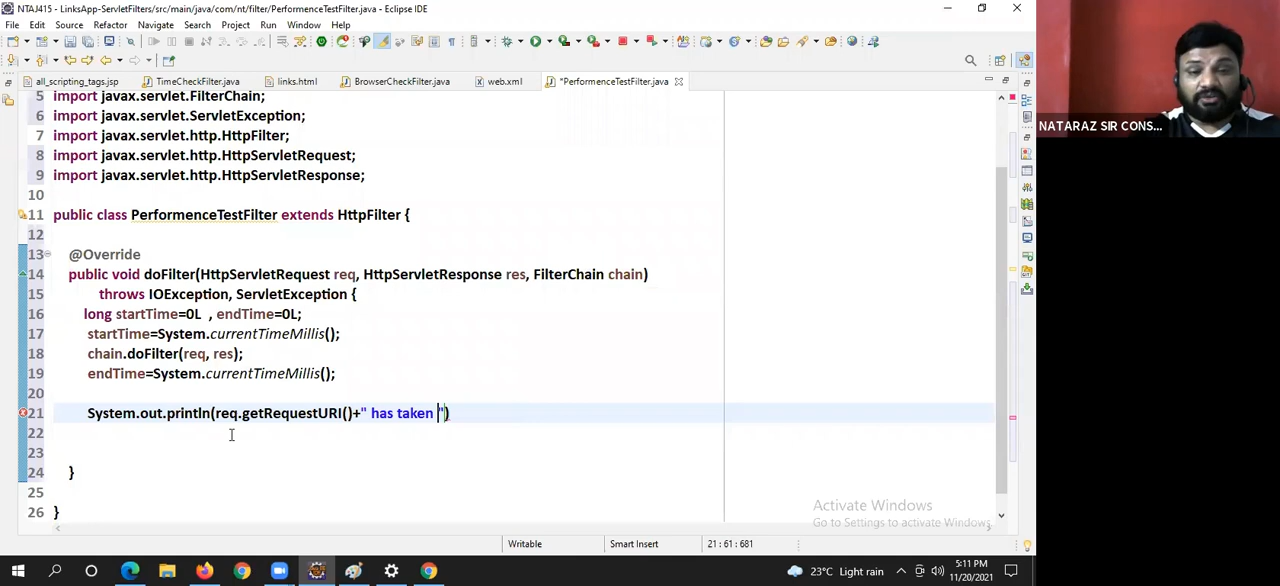 NTAJ415 - LinksApp-ServletFilters/src/main/java/com/nt/filter/PerformenceTestFilter.java - Eclipse IDE
File Edit Source Refactor Navigate Search Project Run Window Help
all_scripting_tags.jsp TimeCheckFilter.java links.html BrowserCheckFilter.java web.xml *PerformenceTestFilter.java
5 import javax.servlet.FilterChain;
6 import javax.servlet.ServletException;
7 import javax.servlet.http.HttpFilter;
8 import javax.servlet.http.HttpServletRequest;
9 import javax.servlet.http.HttpServletResponse;
10
11 public class PerformenceTestFilter extends HttpFilter {
12
13 @Override
14 public void doFilter(HttpServletRequest req, HttpServletResponse res, FilterChain chain)
15 throws IOException, ServletException {
16 long startTime=0L , endTime=0L;
17 startTime=System.currentTimeMillis();
18 chain.doFilter(req, res);
19 endTime=System.currentTimeMillis();
20
21 System.out.println(req.getRequestURI()+" has taken ")
22
23
24 }
25
26 }
NATARAZ SIR CONS...
Activate Windows
Go to Settings to activate Windows.
Writable Smart Insert 21 : 61 : 681
23°C Light rain
5:11 PM
11/20/2021